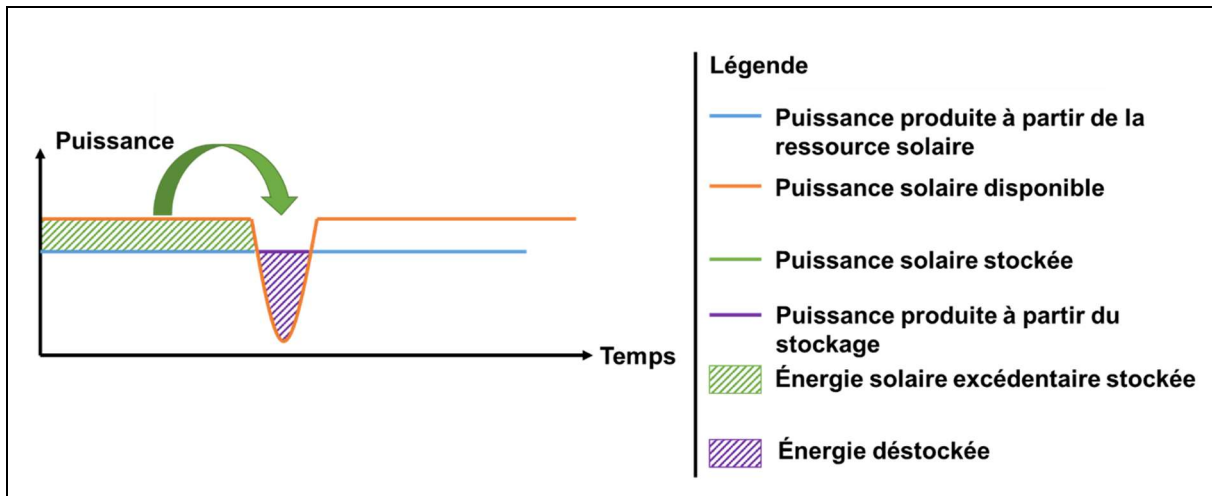 Puissance
Temps
Légende
Puissance produite à partir de la
ressource solaire
Puissance solaire disponible
Puissance solaire stockée
Puissance produite à partir du
stockage
Énergie solaire excédentaire stockée
Énergie déstockée